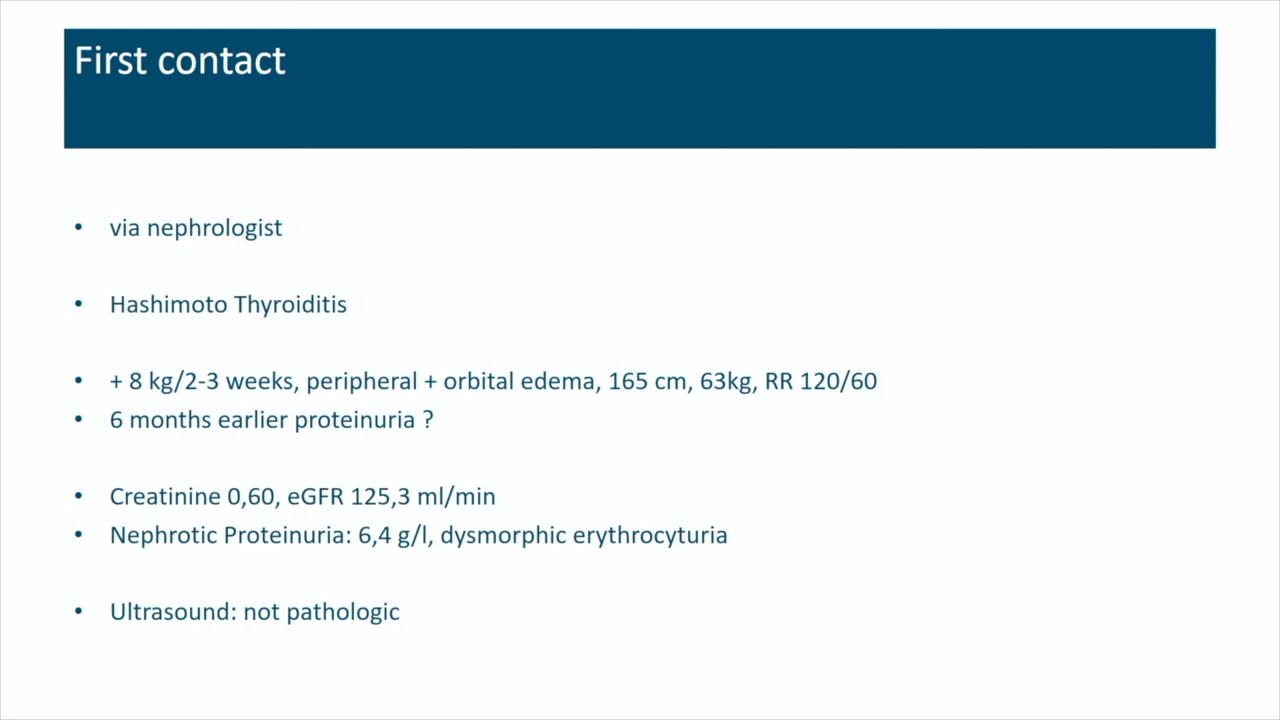 First contact
• via nephrologist
• Hashimoto Thyroiditis
• + 8 kg/2-3 weeks, peripheral + orbital edema, 165 cm, 63kg, RR 120/60
• 6 months earlier proteinuria ?
• Creatinine 0,60, eGFR 125,3 ml/min
• Nephrotic Proteinuria: 6,4 g/l, dysmorphic erythrocyturia
• Ultrasound: not pathologic